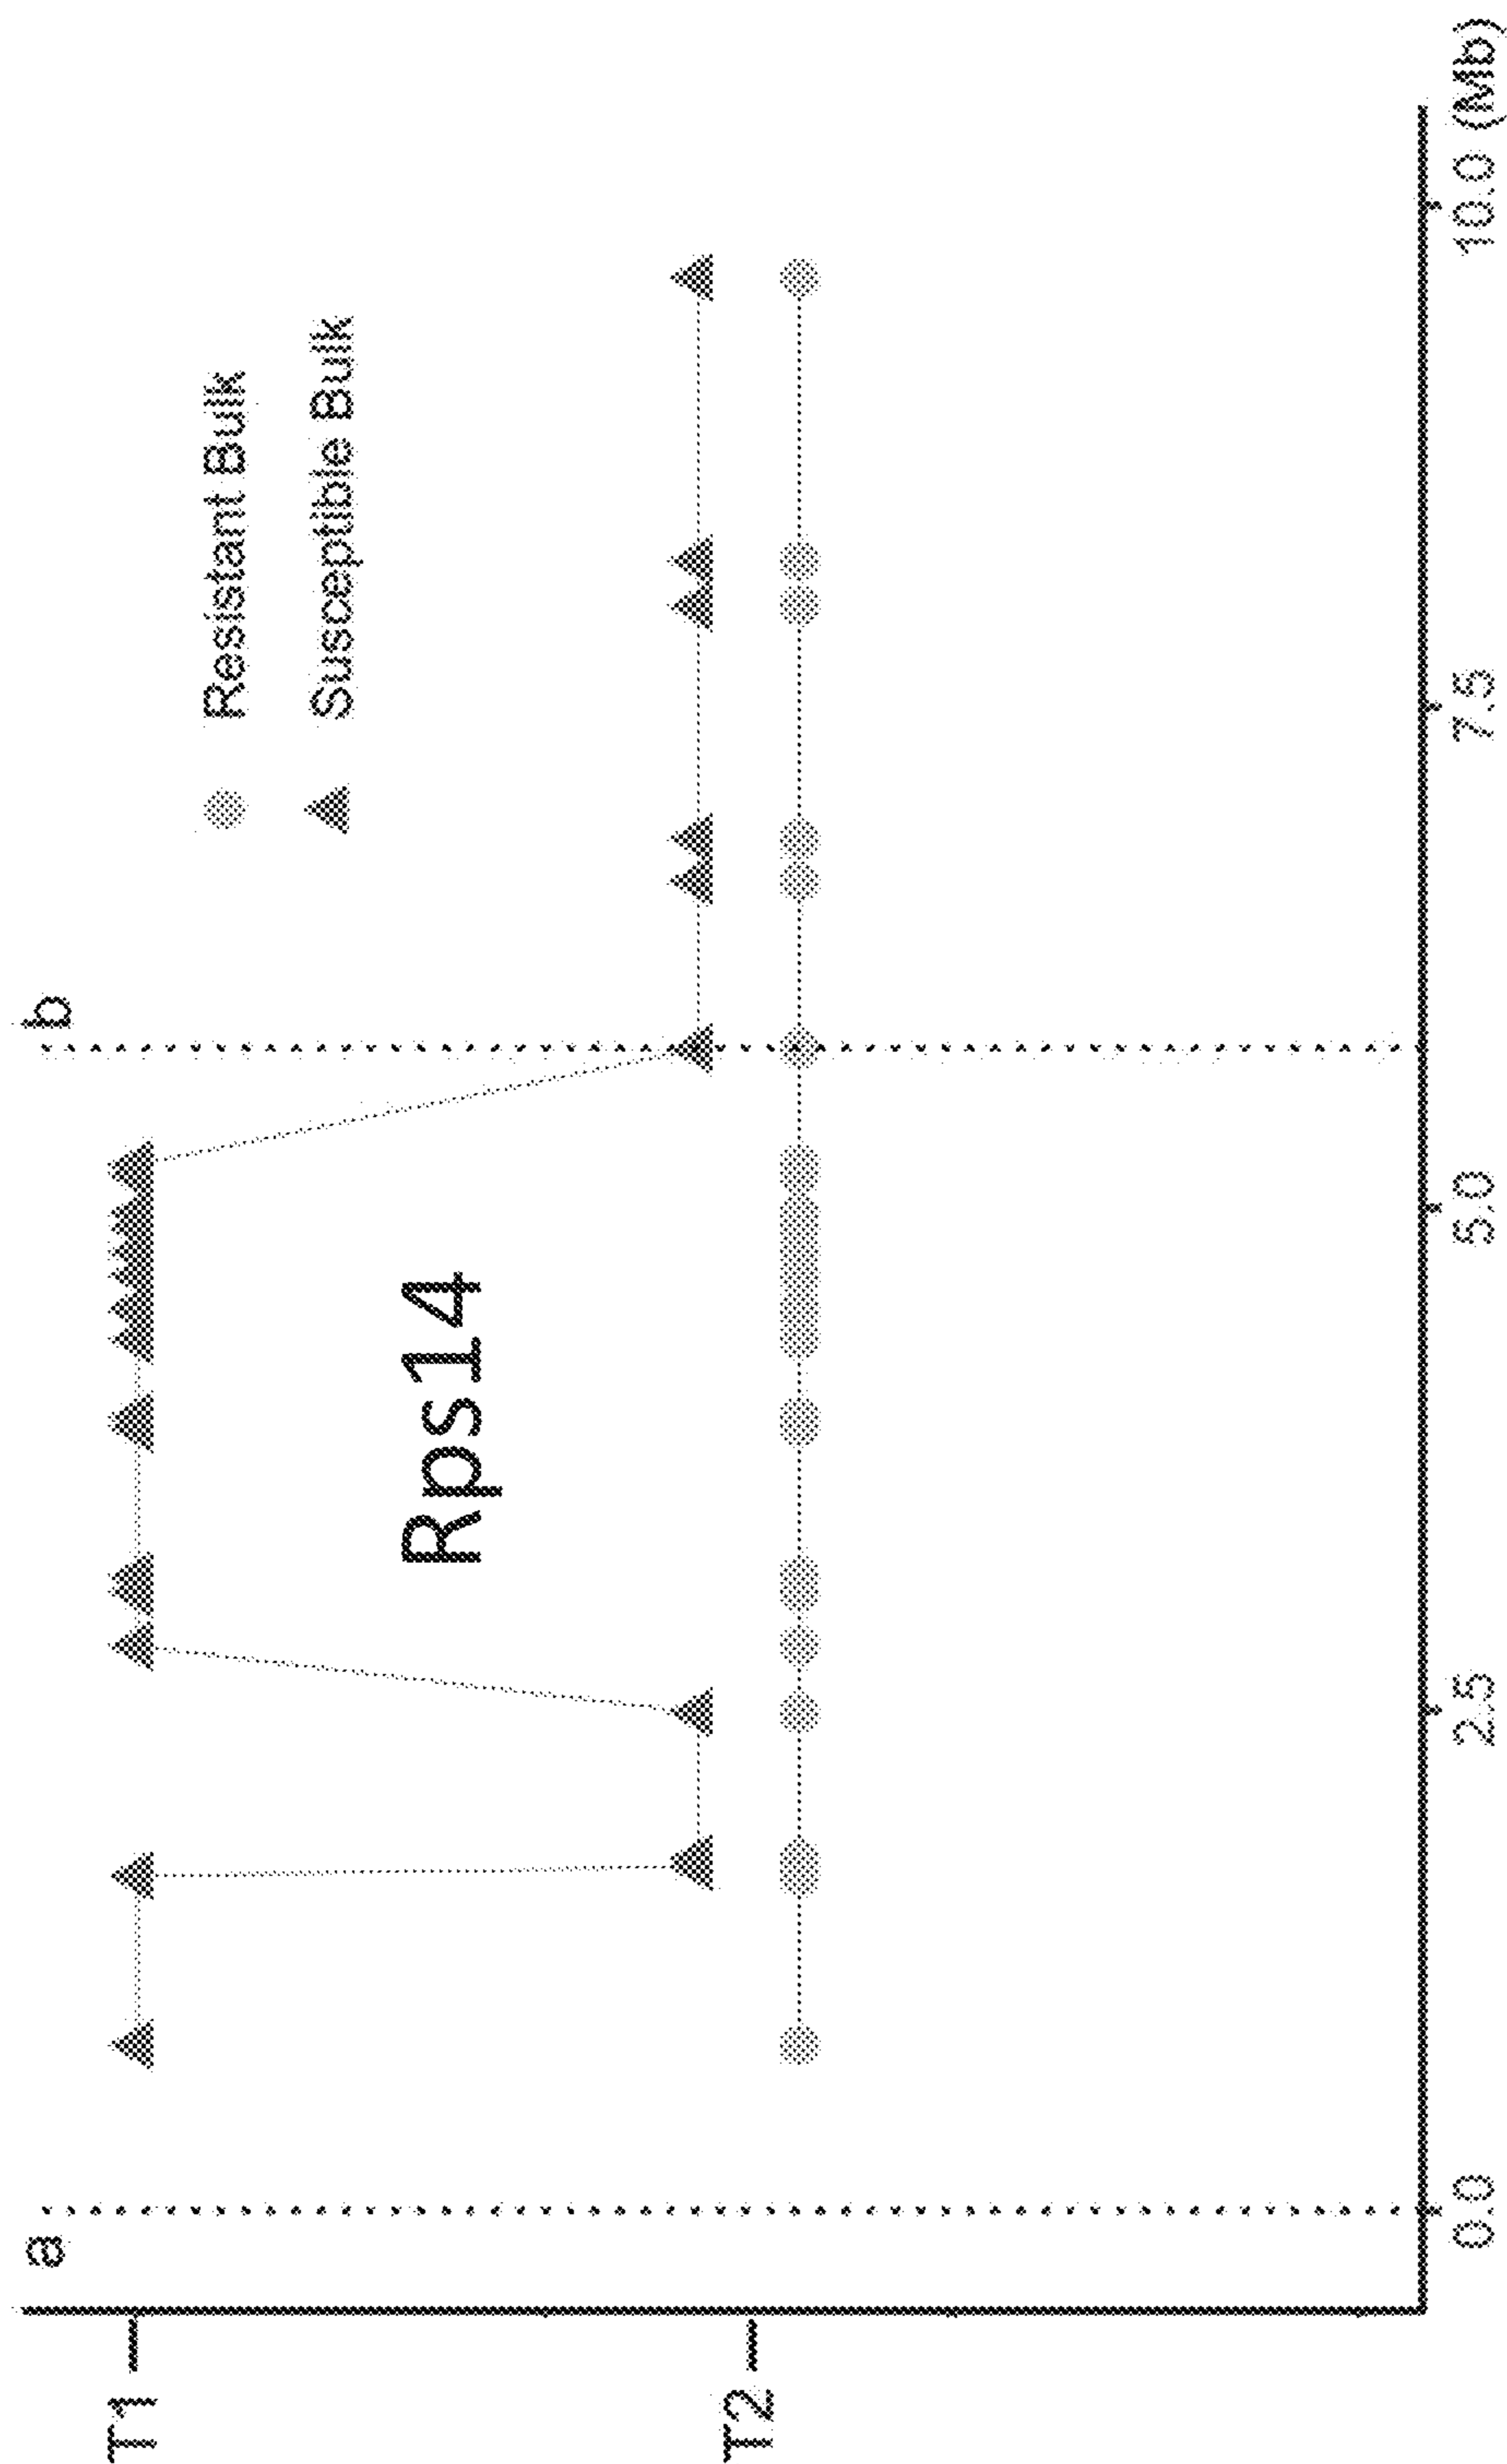 a
b
T1
Resistant Bulk
Susceptible Bulk
Rps14
T2
0.0
2.5
5.0
7.5
10.0 (Mb)